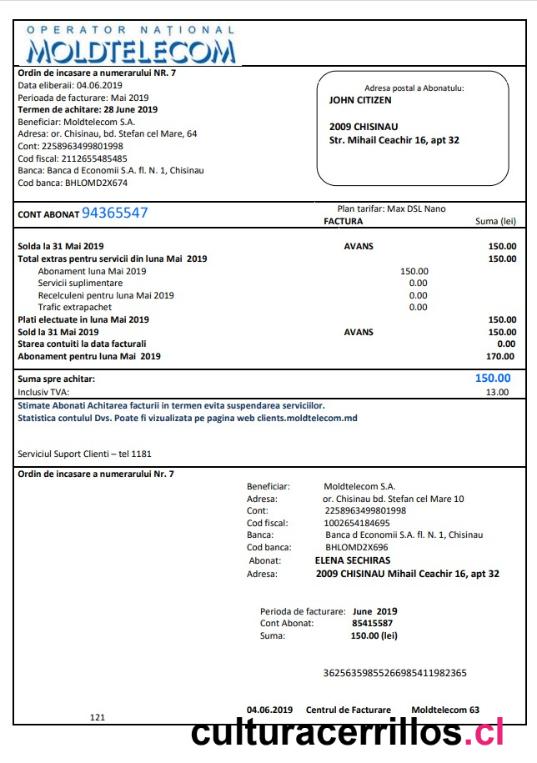 OPERATOR NAȚIONAL
MOLDTELECOM
Ordin de incasare a numerarului NR. 7
Data eliberaii: 04.06.2019
Perioada de facturare: Mai 2019
Termen de achitare: 28 June 2019
Beneficiar: Moldtelecom S.A.
Adresa: or. Chisinau, bd. Stefan cel Mare, 64
Cont: 2258963499801998
Cod fiscal: 2112655485485
Banca: Banca d Economii S.A. fl. N. 1, Chisinau
Cod banca: BHLOMD2X674
Adresa postal a Abonatulu:
JOHN CITIZEN
2009 CHISINAU
Str. Mihail Ceachir 16, apt 32
CONT ABONAT 94365547
Plan tarifar: Max DSL Nano
FACTURA Suma (lei)
Solda la 31 Mai 2019 AVANS 150.00
Total extras pentru servicii din luna Mai 2019 150.00
Abonament luna Mai 2019 150.00
Servicii suplimentare 0.00
Recelculeni pentru luna Mai 2019 0.00
Trafic extrapachet 0.00
Plati electuate in luna Mai 2019 150.00
Sold la 31 Mai 2019 AVANS 150.00
Starea contuiti la data facturali 0.00
Abonament pentru luna Mai 2019 170.00
Suma spre achitar: 150.00
Inclusiv TVA: 13.00
Stimate Abonati Achitarea facturii in termen evita suspendarea serviciilor.
Statistica contulul Dvs. Poate fi vizualizata pe pagina web clients.moldtelecom.md
Serviciul Suport Clienti – tel 1181
Ordin de incasare a numerarului Nr. 7
Beneficiar: Moldtelecom S.A.
Adresa: or. Chisinau bd. Stefan cel Mare 10
Cont: 2258963499801998
Cod fiscal: 1002654184695
Banca: Banca d Economii S.A. fl. N. 1, Chisinau
Cod banca: BHLOMD2X696
Abonat: ELENA SECHIRAS
Adresa: 2009 CHISINAU Mihail Ceachir 16, apt 32
Perioda de facturare: June 2019
Cont Abonat: 85415587
Suma: 150.00 (lei)
36256359855266985411982365
04.06.2019 Centrul de Facturare Moldtelecom 63
121
culturacerrillos.cl